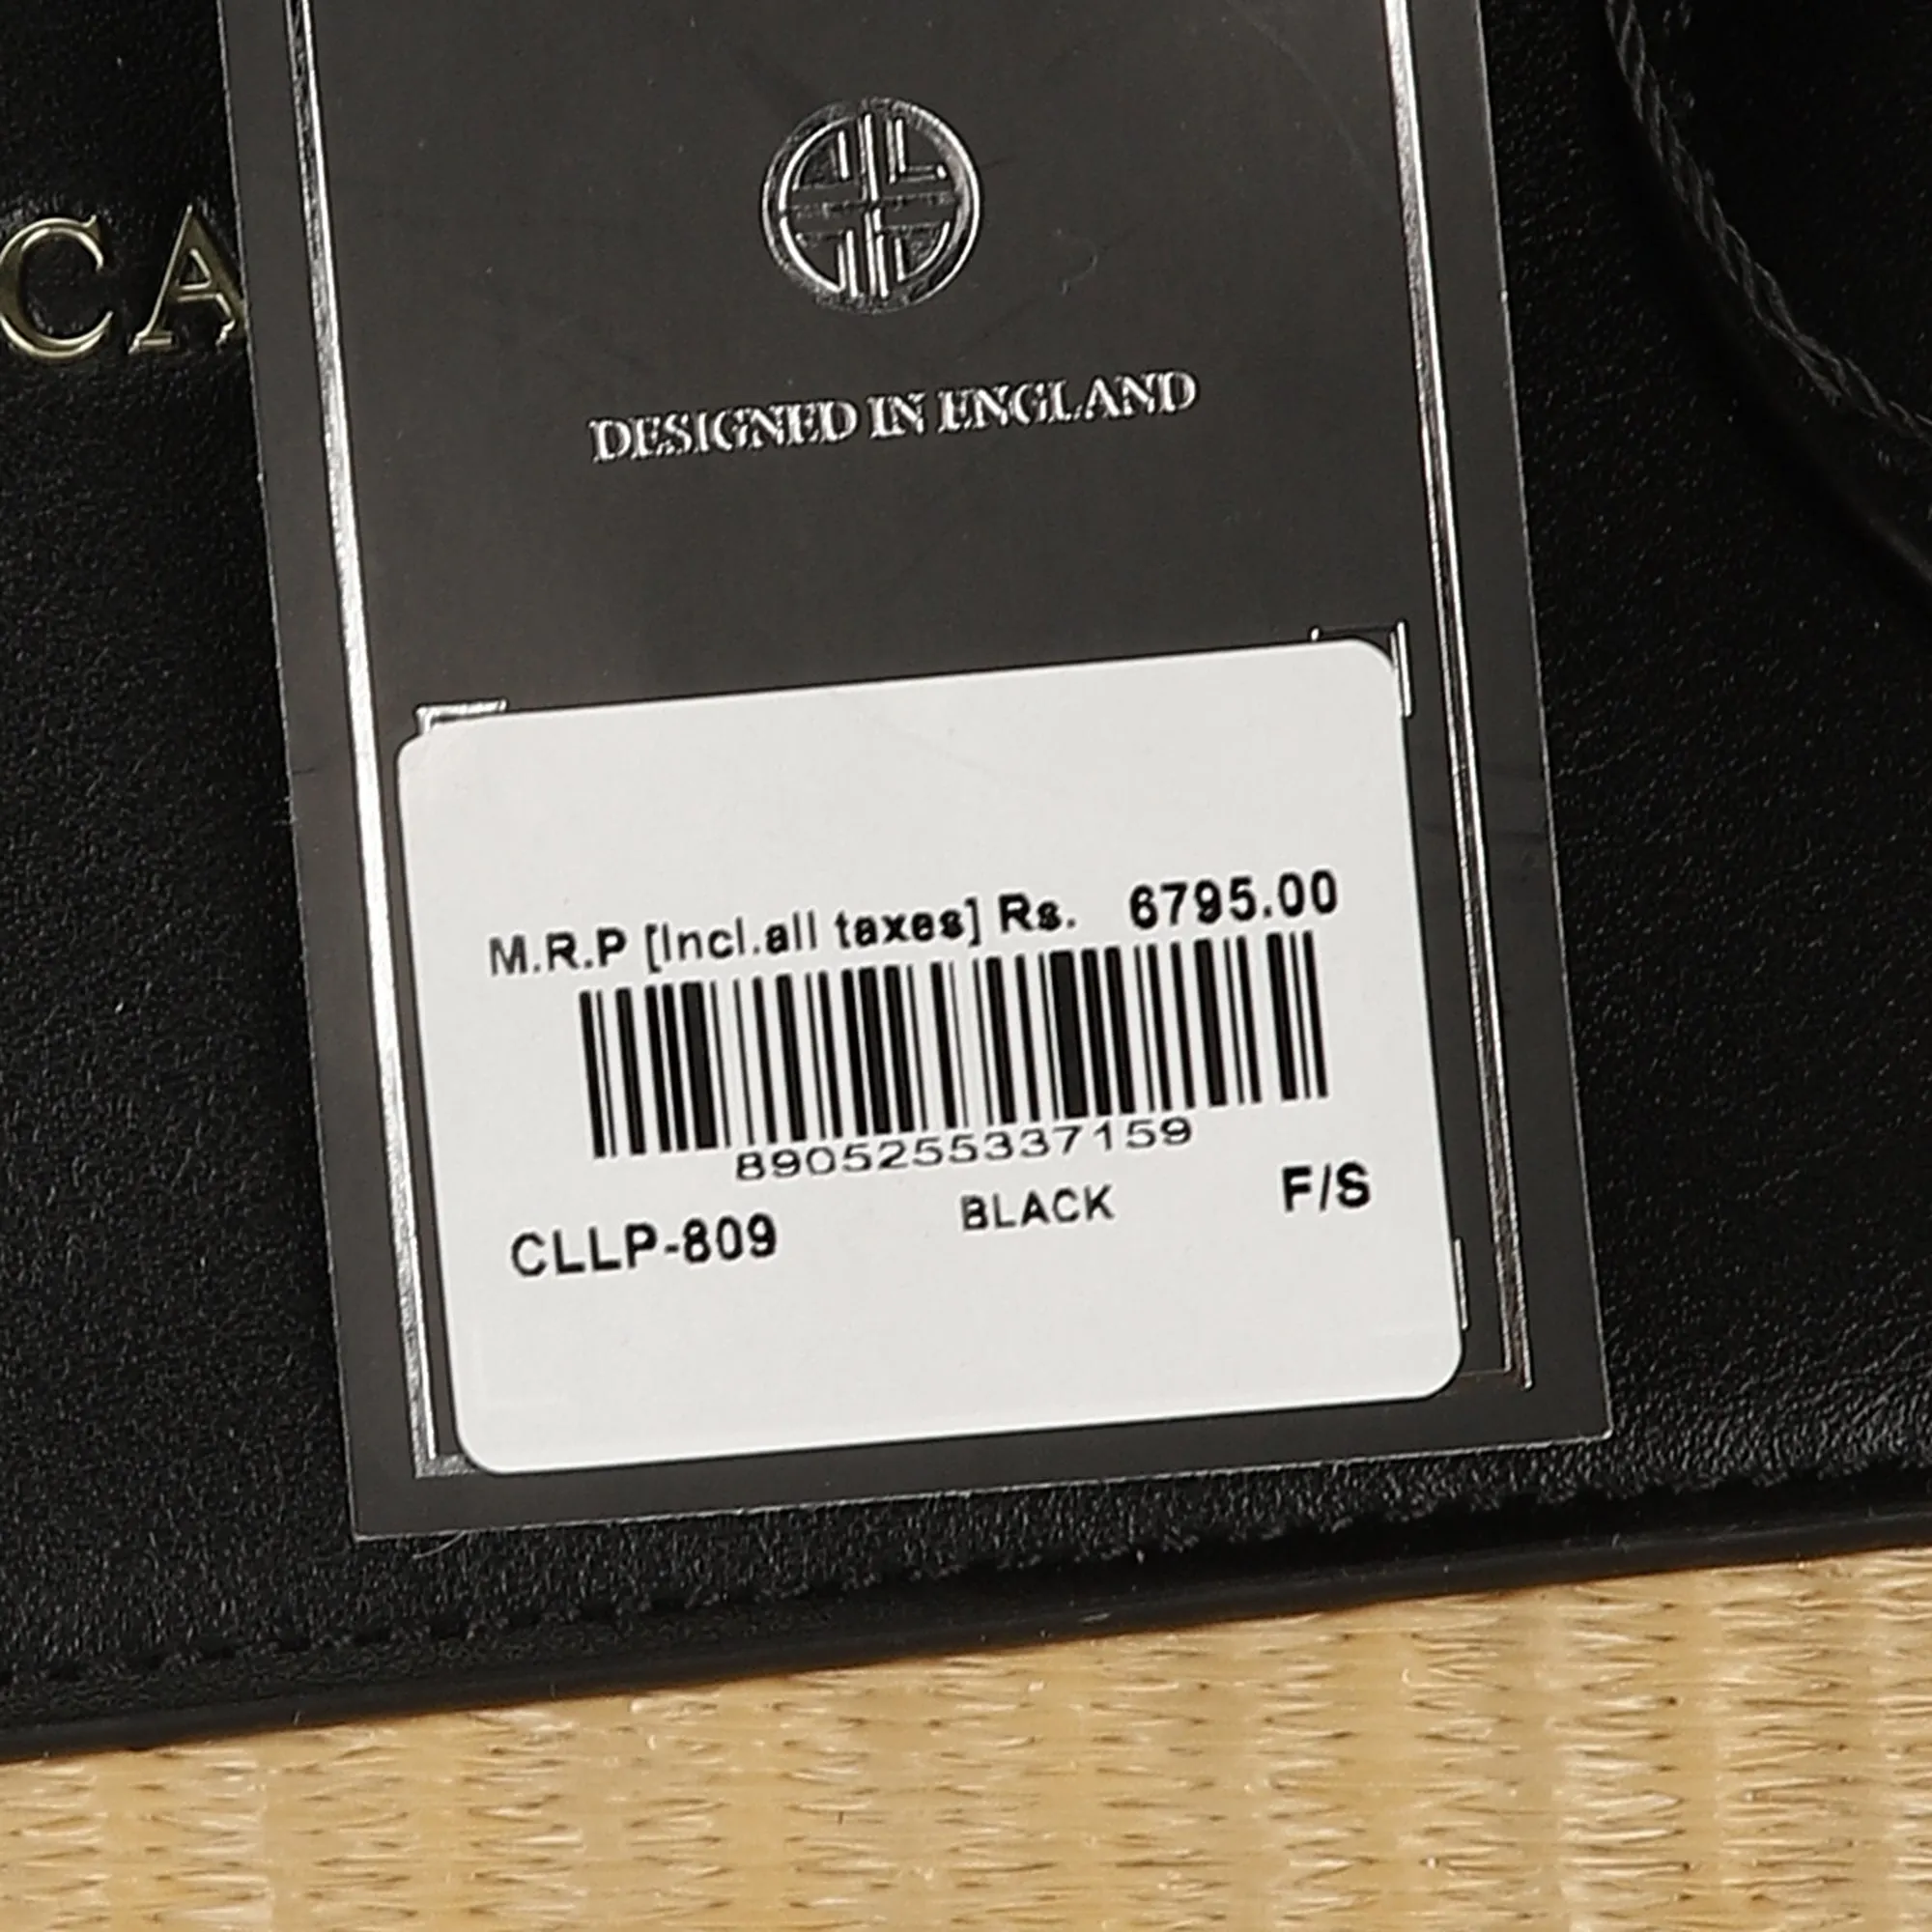 CA
DESIGNED IN ENGLAND
M.R.P [Incl.all taxes] Rs. 6795.00
8905255337159
CLLP-809 BLACK F/S